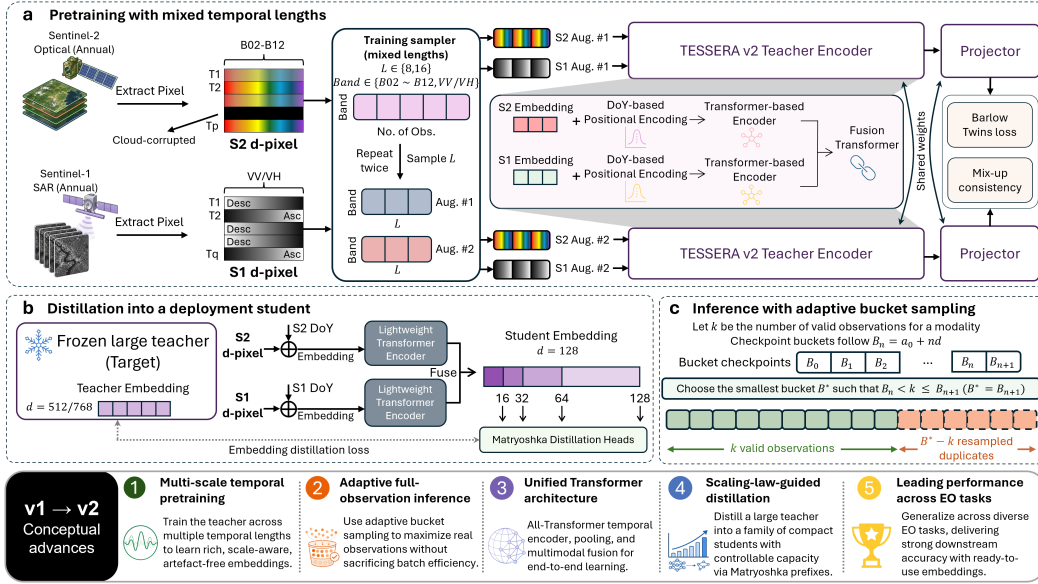 a Pretraining with mixed temporal lengths
Sentinel-2
Optical (Annual)
Extract Pixel
Cloud-corrupted
B02-B12
T1
T2
Tp
S2 d-pixel
Sentinel-1
SAR (Annual)
Extract Pixel
VV/VH
T1
T2
Tq
Desc
Asc
Desc
Desc
Asc
S1 d-pixel
Training sampler
(mixed lengths)
L ∈ {8,16}
Band ∈ {B02 ~ B12, VV/VH}
Band
No. of Obs.
Repeat
twice
Sample L
Band
Aug. #1
L
Band
Aug. #2
L
S2 Aug. #1
S1 Aug. #1
TESSERA v2 Teacher Encoder
Projector
S2 Embedding
+
DoY-based
Positional Encoding
Transformer-based
Encoder
S1 Embedding
+
DoY-based
Positional Encoding
Transformer-based
Encoder
Fusion
Transformer
Shared weights
Barlow
Twins loss
Mix-up
consistency
S2 Aug. #2
S1 Aug. #2
TESSERA v2 Teacher Encoder
Projector
b Distillation into a deployment student
Frozen large teacher
(Target)
Teacher Embedding
d = 512/768
S2
d-pixel
S2 DoY
Embedding
Lightweight
Transformer
Encoder
S1
d-pixel
S1 DoY
Embedding
Lightweight
Transformer
Encoder
Fuse
Student Embedding
d = 128
16 32 64 128
Matryoshka Distillation Heads
Embedding distillation loss
c Inference with adaptive bucket sampling
Let k be the number of valid observations for a modality
Checkpoint buckets follow Bₙ = a₀ + nd
Bucket checkpoints B₀ B₁ B₂ ... Bₙ Bₙ₊₁
Choose the smallest bucket B* such that Bₙ < k ≤ Bₙ₊₁ (B* = Bₙ₊₁)
k valid observations
B* − k resampled
duplicates
v1 → v2
Conceptual
advances
1 Multi-scale temporal
pretraining
Train the teacher across
multiple temporal lengths
to learn rich, scale-aware,
artefact-free embeddings.
2 Adaptive full-
observation inference
Use adaptive bucket
sampling to maximize real
observations without
sacrificing batch efficiency.
3 Unified Transformer
architecture
All-Transformer temporal
encoder, pooling, and
multimodal fusion for
end-to-end learning.
4 Scaling-law-guided
distillation
Distill a large teacher
into a family of compact
students with
controllable capacity
via Matryoshka prefixes.
5 Leading performance
across EO tasks
Generalize across diverse
EO tasks, delivering
strong downstream
accuracy with ready-to-
use embeddings.